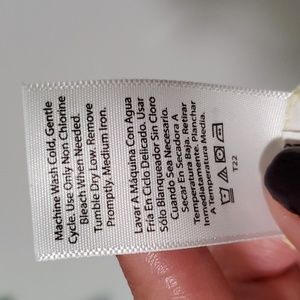 Machine Wash Cold, Gentle
Cycle. Use Only Non Chlorine
Bleach When Needed.
Tumble Dry Low. Remove
Promptly, Medium Iron.
Lavar A Máquina Con Agua
Fría En Ciclo Delicado. Usar
Solo Blanqueador Sin Cloro
Cuando Sea Necesario.
Secar En Secadora A
Temperatura Baja. Retirar
Inmediatamente. Planchar
A Temperatura Media.
T22